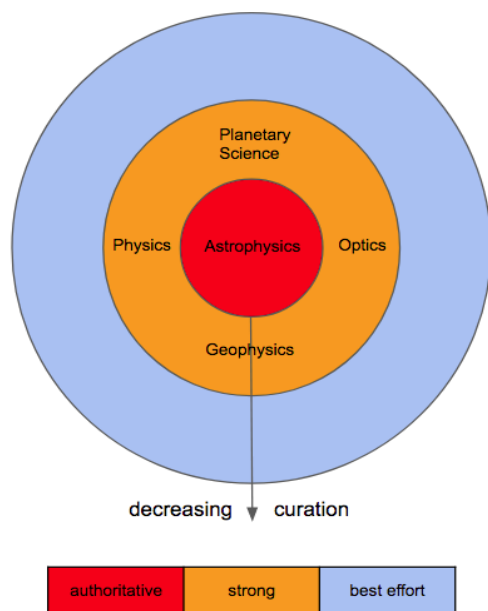 Planetary
Science
Physics
Astrophysics
Optics
Geophysics
decreasing curation
authoritative
strong
best effort